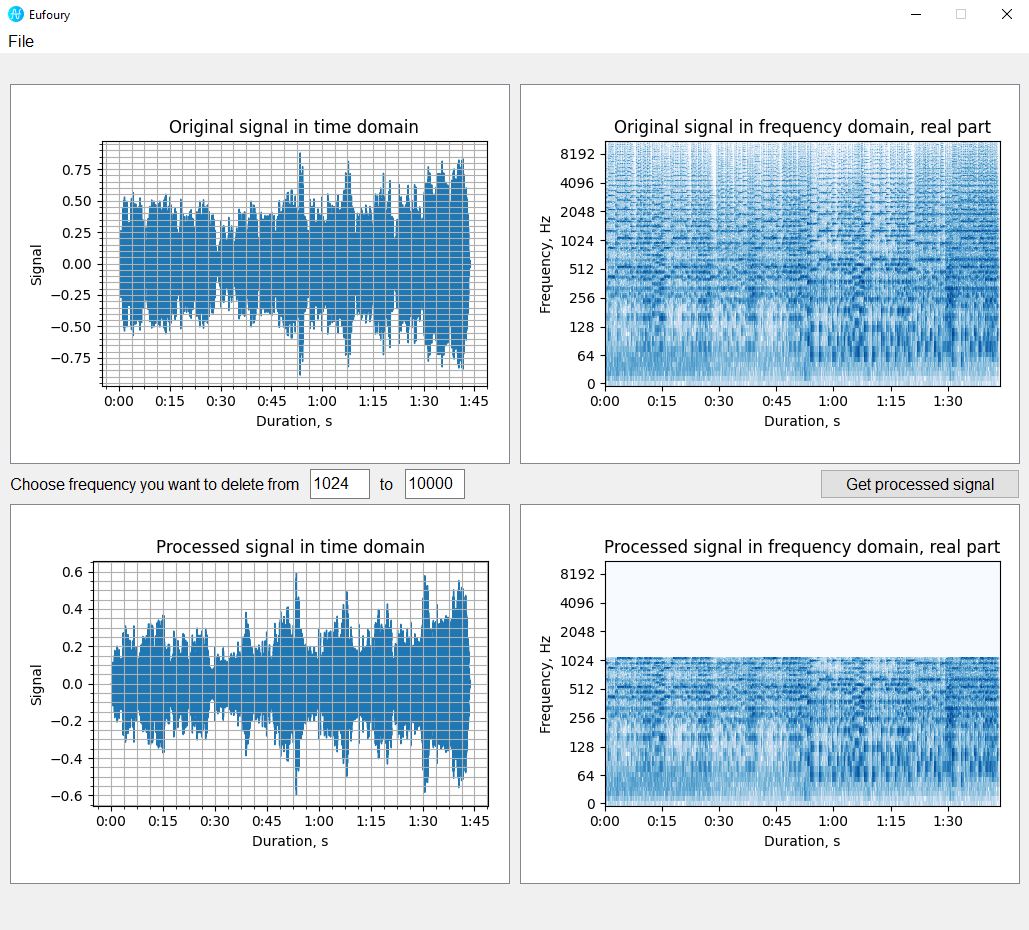 Eufoury
File
Original signal in time domain
Signal
0.75
0.50
0.25
0.00
−0.25
−0.50
−0.75
0:00 0:15 0:30 0:45 1:00 1:15 1:30 1:45
Duration, s
Original signal in frequency domain, real part
Frequency, Hz
8192
4096
2048
1024
512
256
128
64
0
0:00 0:15 0:30 0:45 1:00 1:15 1:30
Duration, s
Choose frequency you want to delete from 1024 to 10000 Get processed signal
Processed signal in time domain
Signal
0.6
0.4
0.2
0.0
−0.2
−0.4
−0.6
0:00 0:15 0:30 0:45 1:00 1:15 1:30 1:45
Duration, s
Processed signal in frequency domain, real part
Frequency, Hz
8192
4096
2048
1024
512
256
128
64
0
0:00 0:15 0:30 0:45 1:00 1:15 1:30
Duration, s